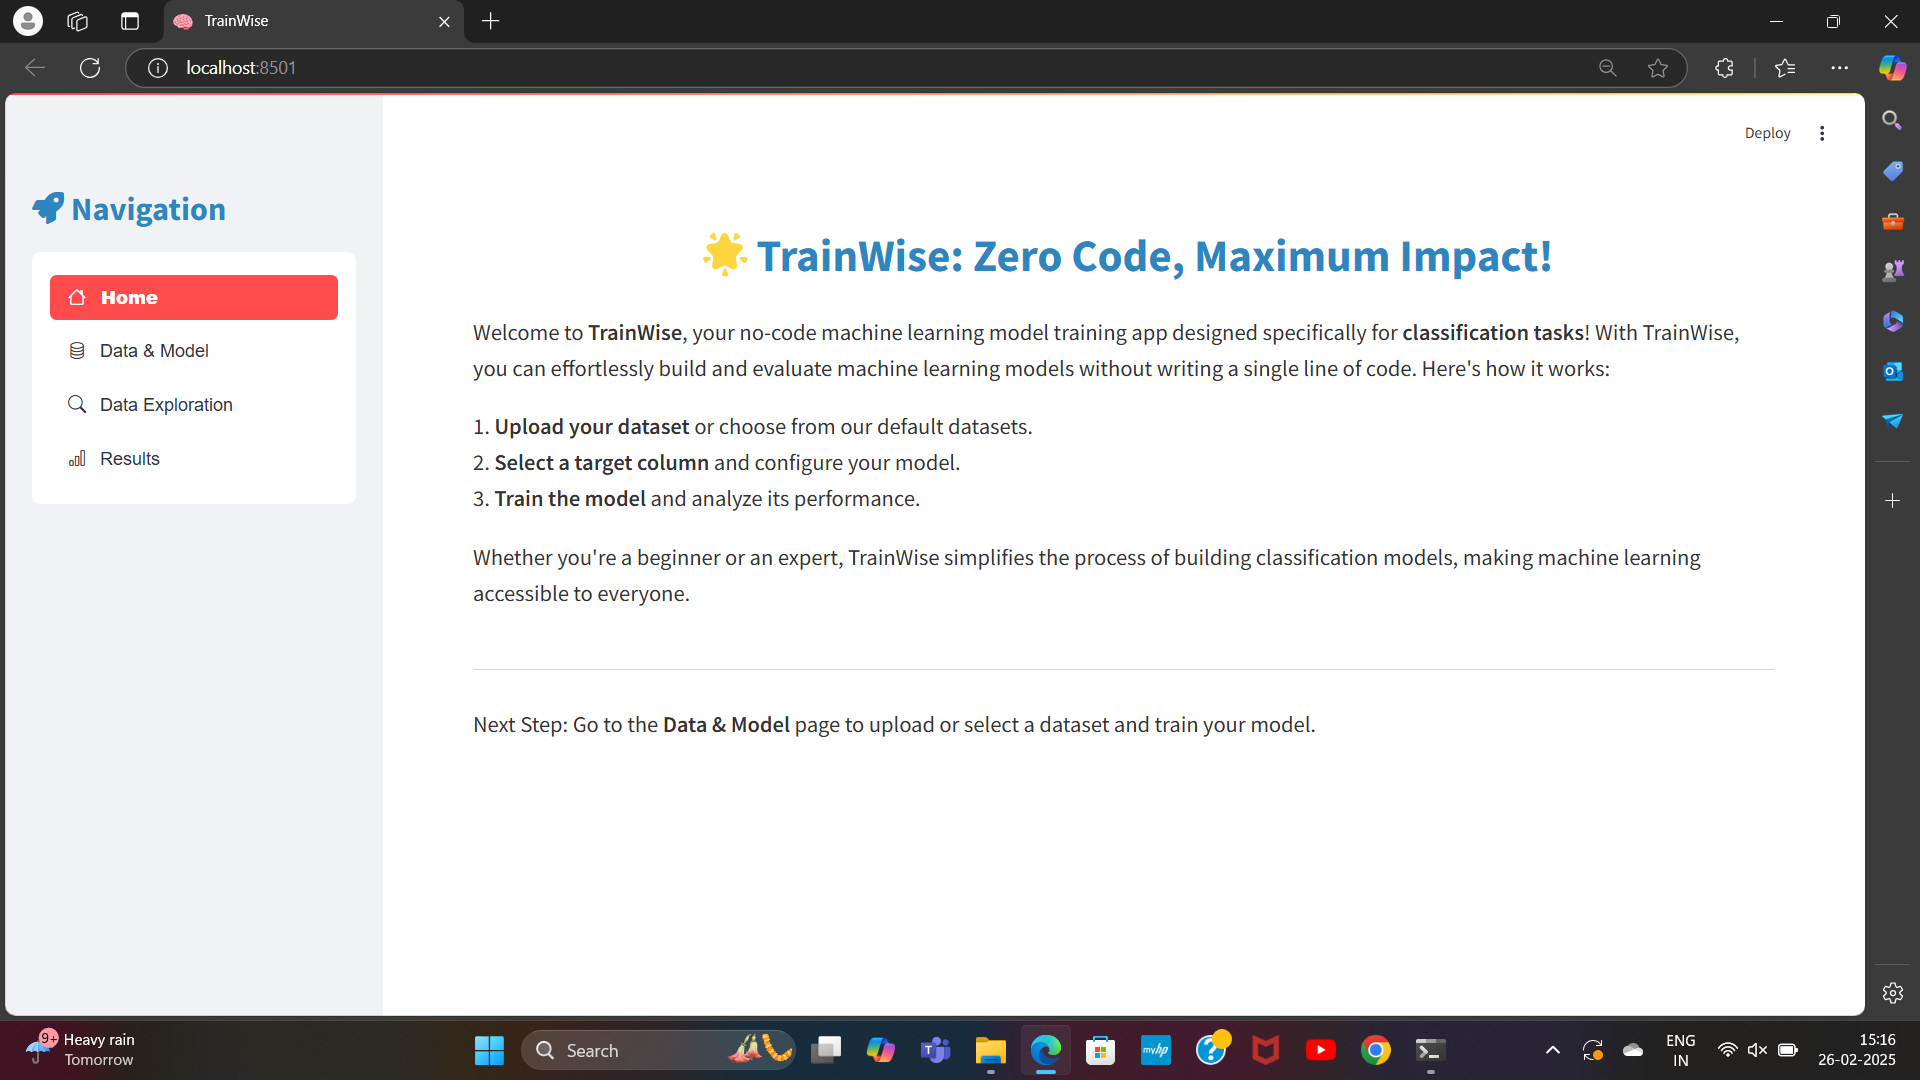 TrainWise
localhost:8501
Deploy
Navigation
Home
Data & Model
Data Exploration
Results
TrainWise: Zero Code, Maximum Impact!
Welcome to TrainWise, your no-code machine learning model training app designed specifically for classification tasks! With TrainWise,
you can effortlessly build and evaluate machine learning models without writing a single line of code. Here's how it works:
1. Upload your dataset or choose from our default datasets.
2. Select a target column and configure your model.
3. Train the model and analyze its performance.
Whether you're a beginner or an expert, TrainWise simplifies the process of building classification models, making machine learning
accessible to everyone.
Next Step: Go to the Data & Model page to upload or select a dataset and train your model.
9+
Heavy rain
Tomorrow
Search
myhp
ENG
IN
15:16
26-02-2025